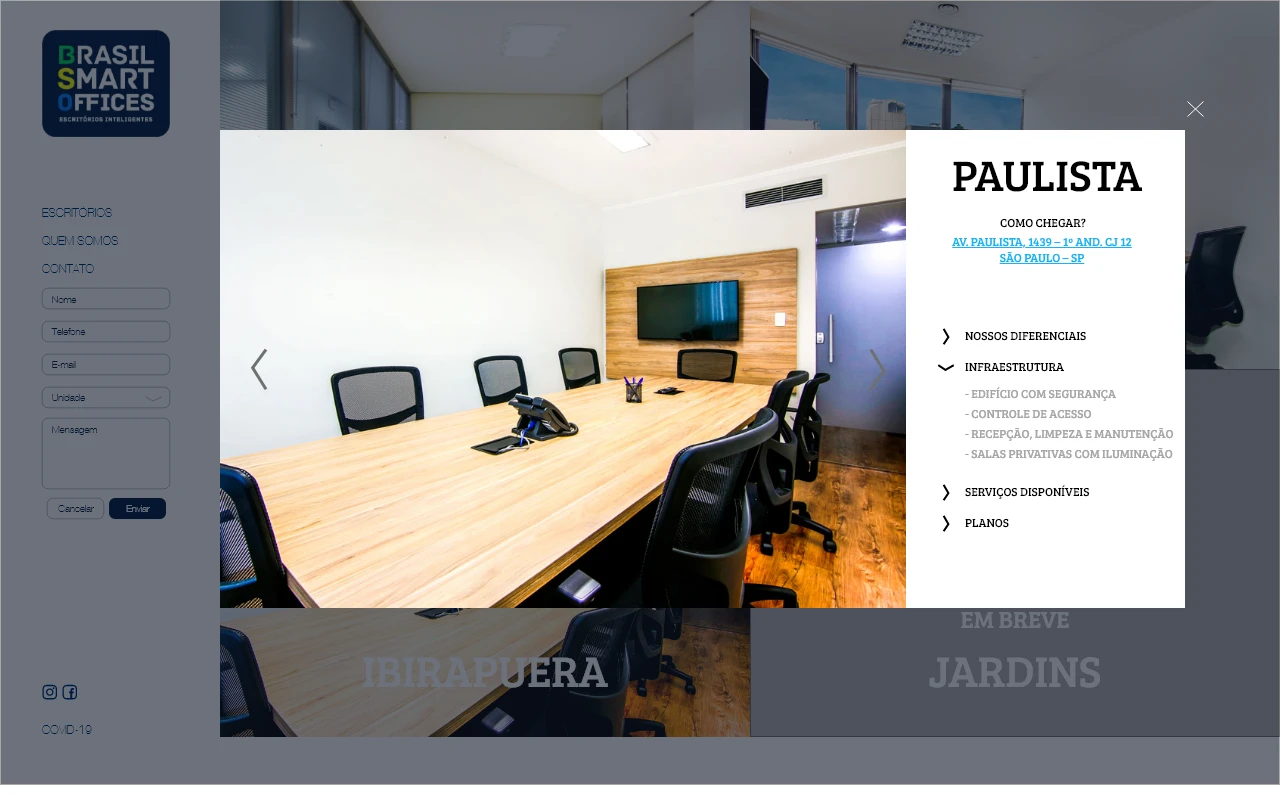 BRASIL
SMART
OFFICES
ESCRITÓRIOS INTELIGENTES
ESCRITÓRIOS
QUEM SOMOS
CONTATO
Nome
Telefone
E-mail
Unidade
Mensagem
Cancelar
Enviar
COVID-19
PAULISTA
COMO CHEGAR?
AV. PAULISTA, 1439 – 1º AND. CJ 12
SÃO PAULO – SP
NOSSOS DIFERENCIAIS
INFRAESTRUTURA
- EDIFÍCIO COM SEGURANÇA
- CONTROLE DE ACESSO
- RECEPÇÃO, LIMPEZA E MANUTENÇÃO
- SALAS PRIVATIVAS COM ILUMINAÇÃO
SERVIÇOS DISPONÍVEIS
PLANOS
IBIRAPUERA
EM BREVE
JARDINS